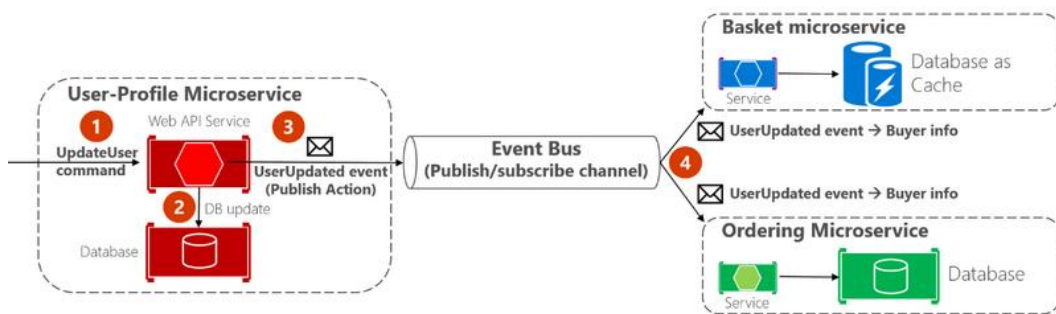 User-Profile Microservice
Web API Service
1
UpdateUser
command
2
DB update
Database
3
UserUpdated event
(Publish Action)
Event Bus
(Publish/subscribe channel)
4
Basket microservice
Service
Database as
Cache
UserUpdated event → Buyer info
UserUpdated event → Buyer info
Ordering Microservice
Service
Database